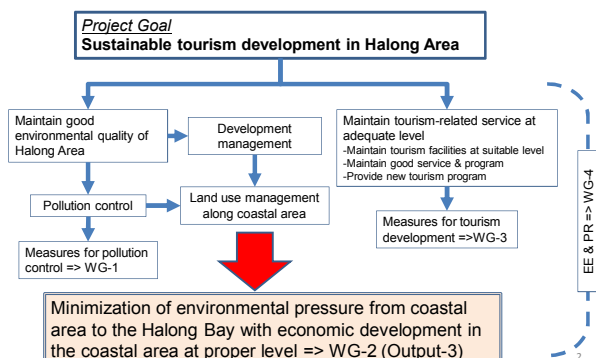 Project Goal
Sustainable tourism development in Halong Area
Maintain good
environmental quality of
Halong Area
Development
management
Maintain tourism-related service at
adequate level
-Maintain tourism facilities at suitable level
-Maintain good service & program
-Provide new tourism program
Pollution control
Land use management
along coastal area
Measures for pollution
control => WG-1
Measures for tourism
development =>WG-3
EE & PR => WG-4
Minimization of environmental pressure from coastal
area to the Halong Bay with economic development in
the coastal area at proper level => WG-2 (Output-3)
2